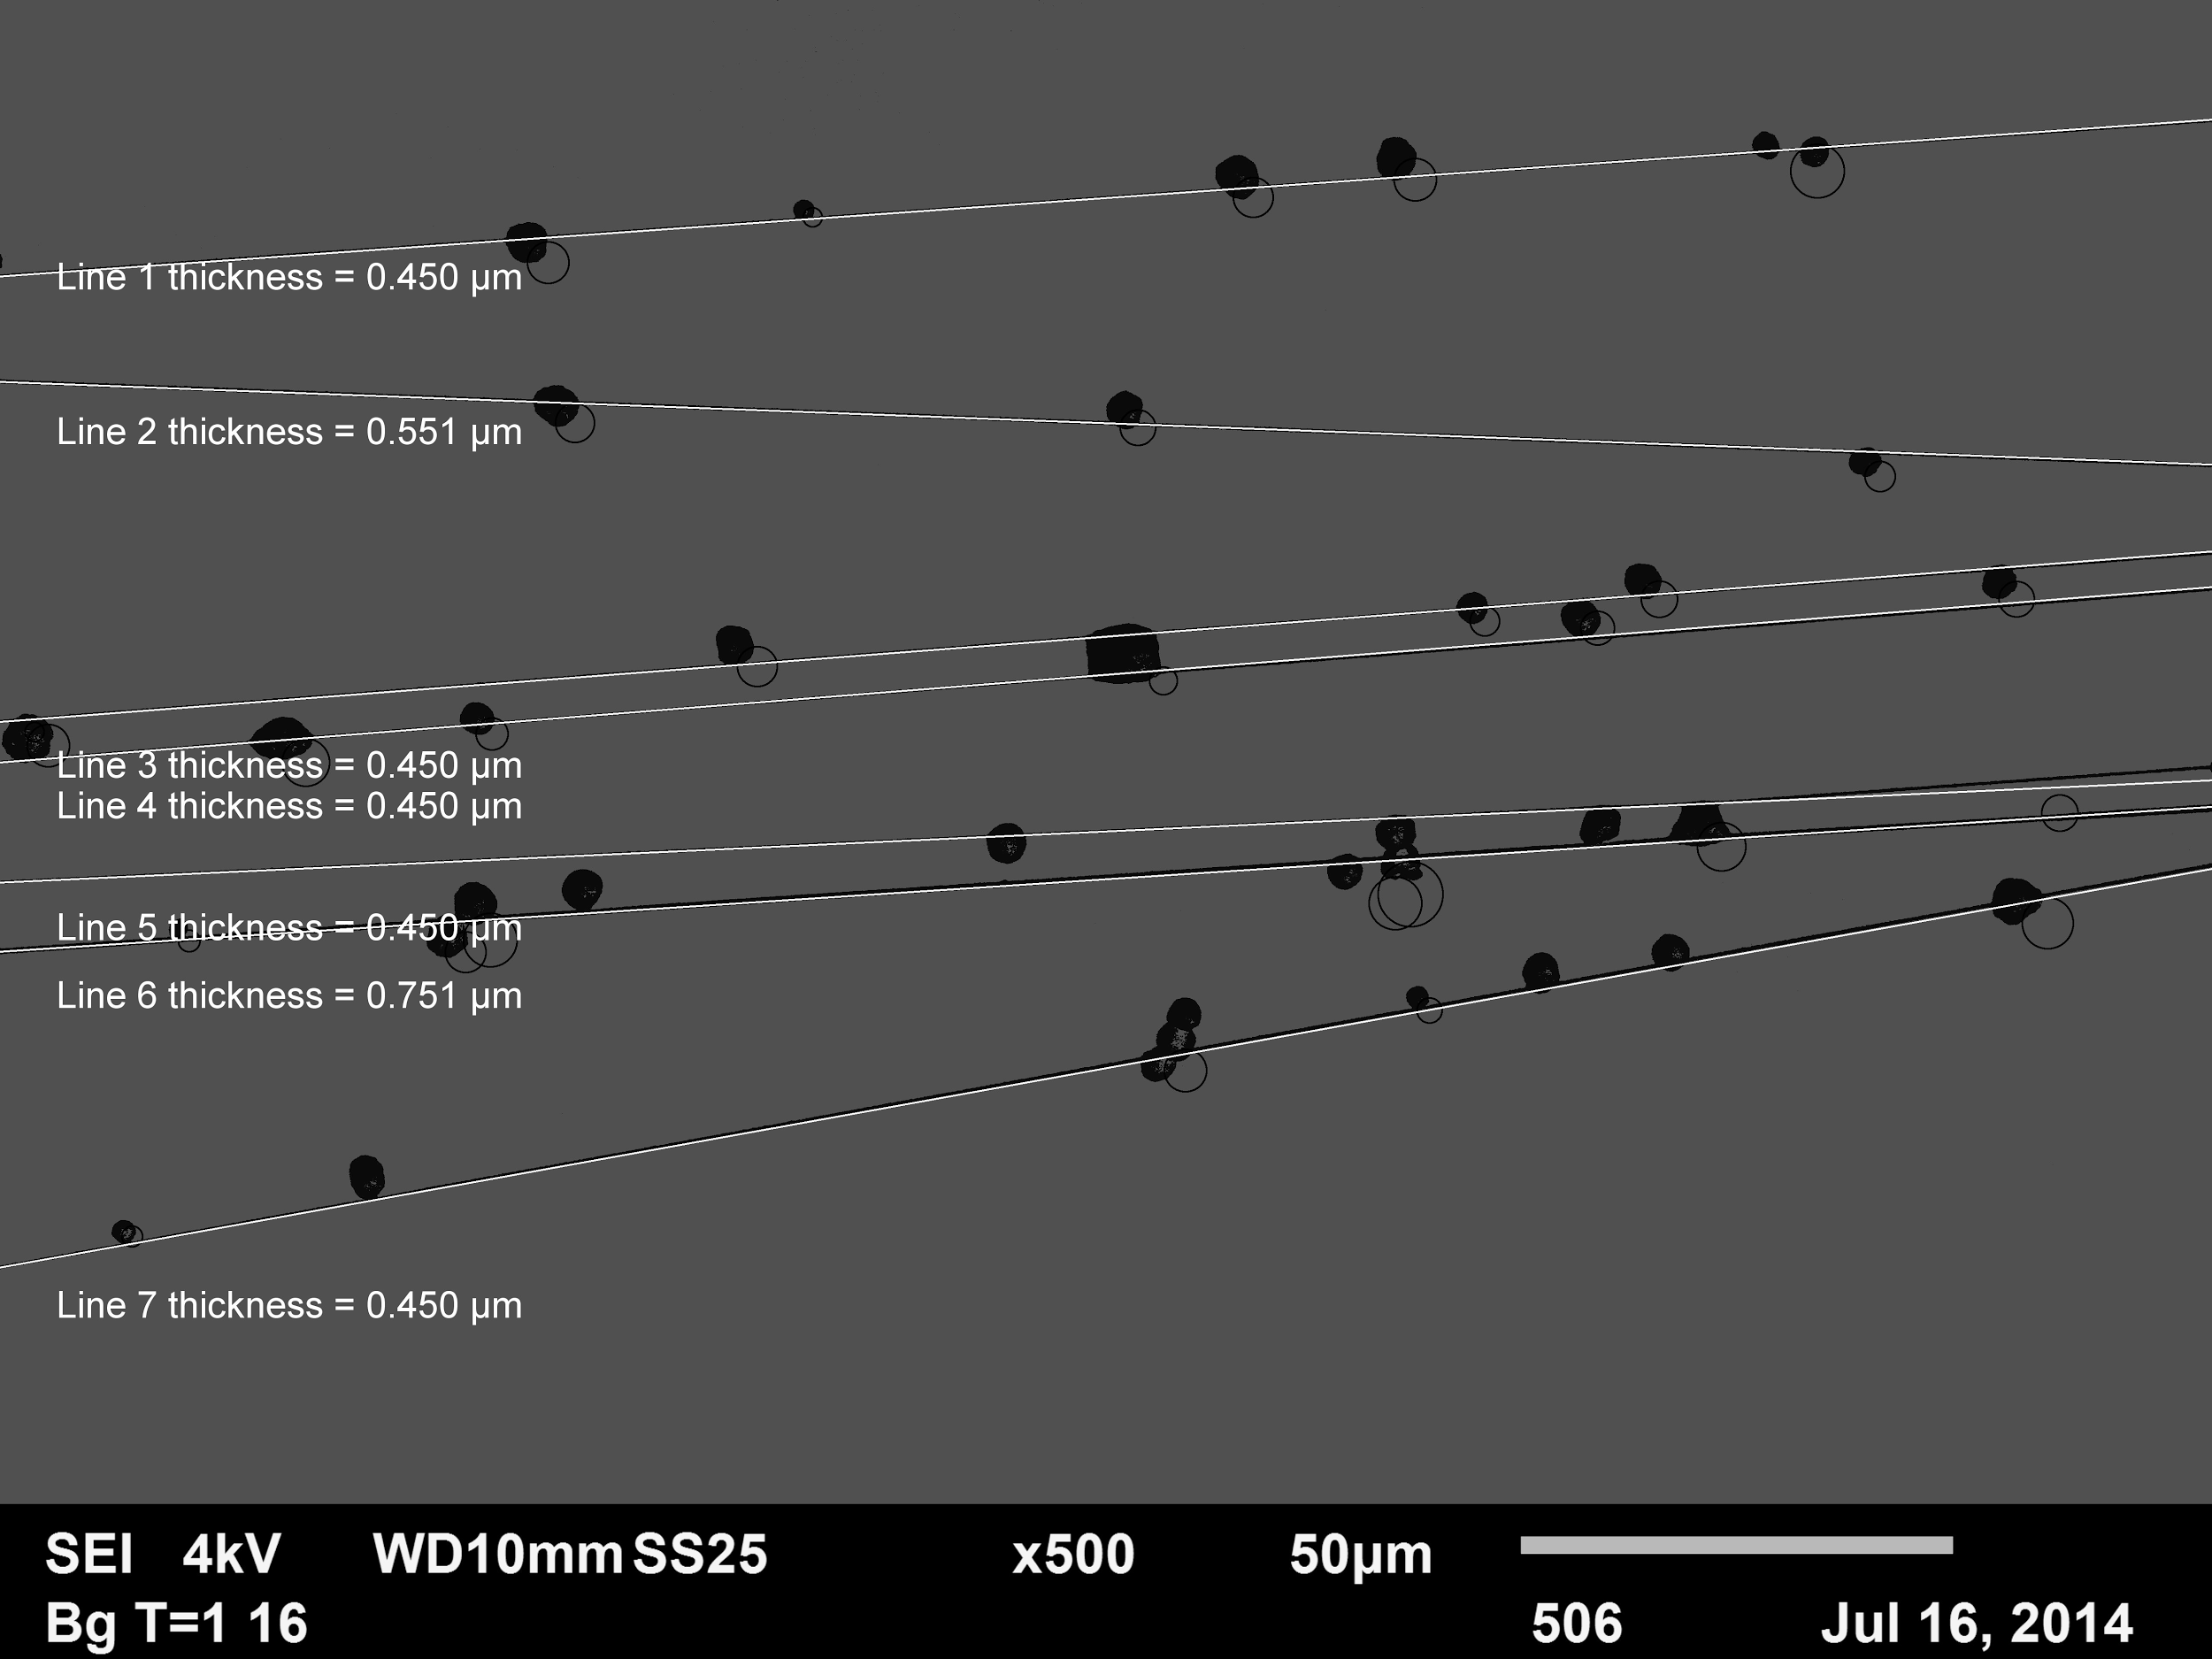 Line 1 thickness = 0.450 µm
Line 2 thickness = 0.551 µm
Line 3 thickness = 0.450 µm
Line 4 thickness = 0.450 µm
Line 5 thickness = 0.450 µm
Line 6 thickness = 0.751 µm
Line 7 thickness = 0.450 µm
SEI 4kV WD10mm SS25 x500 50µm
Bg T=1 16 506 Jul 16, 2014